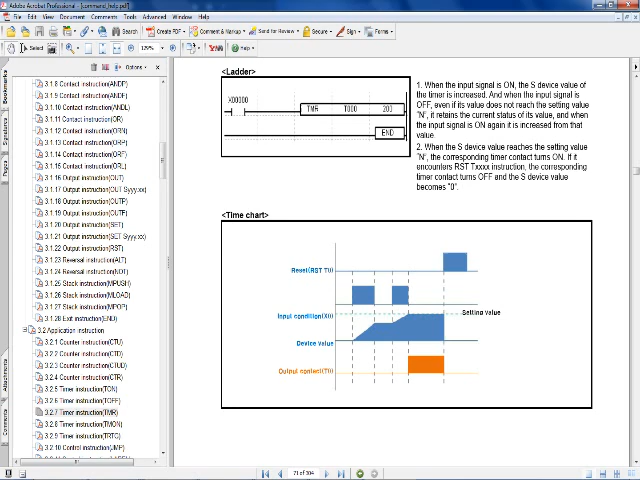 Adobe Acrobat Professional - [command_help.pdf]
File Edit View Document Comments Tools Advanced Window Help
Search Create PDF Comment & Markup Send for Review Secure Sign Forms
Select 129% Help
Options
3.1.8 Contact instruction(ANDP)
3.1.9 Contact instruction(ANDF)
3.1.10 Contact instruction(ANDL)
3.1.11 Contact instruction(OR)
3.1.12 Contact instruction(ORN)
3.1.13 Contact instruction(ORP)
3.1.14 Contact instruction(ORF)
3.1.15 Contact instruction(ORL)
3.1.16 Output instruction(OUT)
3.1.17 Output instruction(OUT Syyy.xx)
3.1.18 Output instruction(OUTP)
3.1.19 Output instruction(OUTF)
3.1.20 Output instruction(SET)
3.1.21 Output instruction(SET Syyy.xx)
3.1.22 Output instruction(RST)
3.1.23 Reversal instruction(ALT)
3.1.24 Reversal instruction(NOT)
3.1.25 Stack instruction(MPUSH)
3.1.26 Stack instruction(MLOAD)
3.1.27 Stack instruction(MPOP)
3.1.28 Exit instruction(END)
3.2 Application instruction
3.2.1 Counter instruction(CTU)
3.2.2 Counter instruction(CTD)
3.2.3 Counter instruction(CTUD)
3.2.4 Counter instruction(CTR)
3.2.5 Timer instruction(TON)
3.2.6 Timer instruction(TOFF)
3.2.7 Timer instruction(TMR)
3.2.8 Timer instruction(TMON)
3.2.9 Timer instruction(TRTG)
3.2.10 Control instruction(JMP)
Bookmarks
Signatures
Pages
Attachments
Comments
<Ladder>
X00000
TMR T000 200
END
1. When the input signal is ON, the S device value
of the timer is increased. And when the input signal is
OFF, even if its value does not reach the setting value
"N", it retains the current status of its value, and when
the input signal is ON again it is increased from that
value.
2. When the S device value reaches the setting value
"N", the corresponding timer contact turns ON. If it
encounters RST Txxxx instruction, the corresponding
timer contact turns OFF and the S device value
becomes "0".
<Time chart>
Setting value
Device value
71 of 304